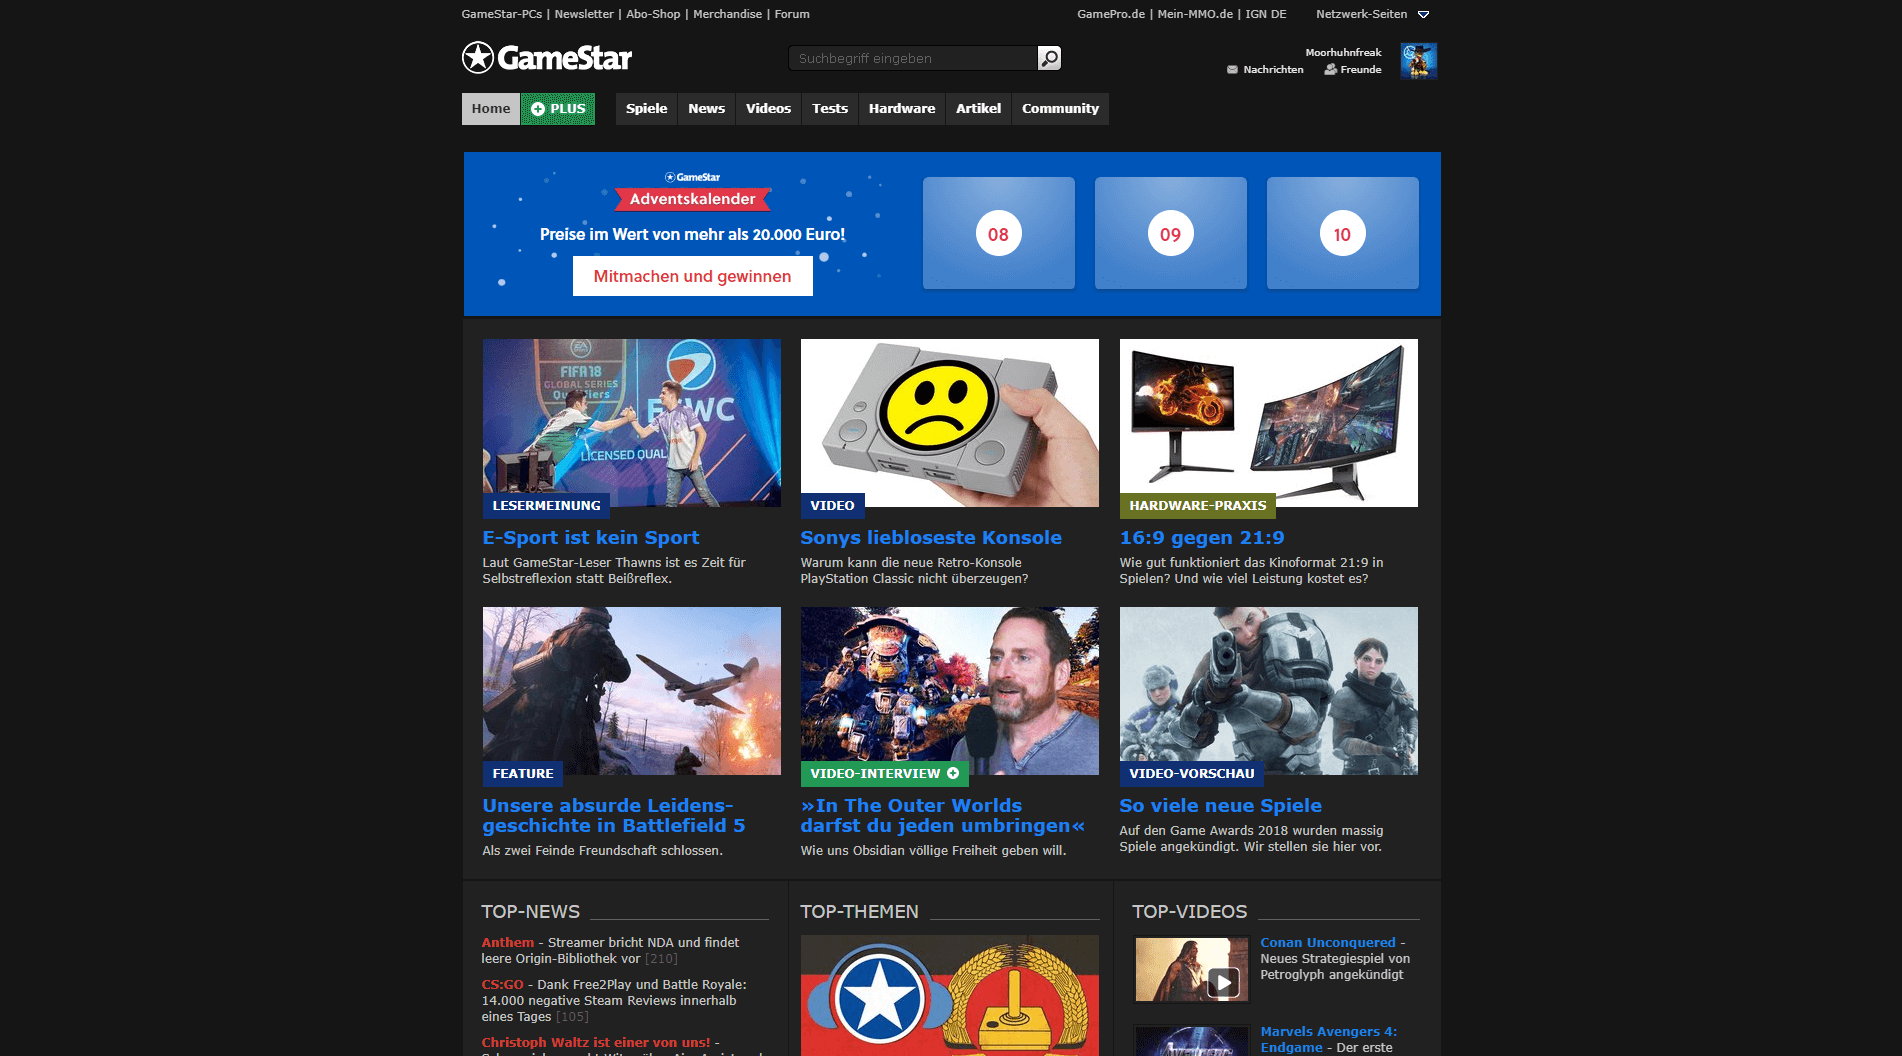 GameStar-PCs | Newsletter | Abo-Shop | Merchandise | Forum
GamePro.de | Mein-MMO.de | IGN DE
Netzwerk-Seiten
GameStar
Suchbegriff eingeben
Moorhuhnfreak
Nachrichten
Freunde
Home
PLUS
Spiele
News
Videos
Tests
Hardware
Artikel
Community
GameStar
Adventskalender
Preise im Wert von mehr als 20.000 Euro!
Mitmachen und gewinnen
08
09
10
EA
FIFA 18
GLOBAL SERIES
Qualifiers
LICENSED QUAL
LESERMEINUNG
E-Sport ist kein Sport
Laut GameStar-Leser Thawns ist es Zeit für
Selbstreflexion statt Beißreflex.
VIDEO
Sonys liebloseste Konsole
Warum kann die neue Retro-Konsole
PlayStation Classic nicht überzeugen?
HARDWARE-PRAXIS
16:9 gegen 21:9
Wie gut funktioniert das Kinoformat 21:9 in
Spielen? Und wie viel Leistung kostet es?
FEATURE
Unsere absurde Leidens-
geschichte in Battlefield 5
Als zwei Feinde Freundschaft schlossen.
VIDEO-INTERVIEW
»In The Outer Worlds
darfst du jeden umbringen«
Wie uns Obsidian völlige Freiheit geben will.
VIDEO-VORSCHAU
So viele neue Spiele
Auf den Game Awards 2018 wurden massig
Spiele angekündigt. Wir stellen sie hier vor.
TOP-NEWS
Anthem - Streamer bricht NDA und findet
leere Origin-Bibliothek vor [210]
CS:GO - Dank Free2Play und Battle Royale:
14.000 negative Steam Reviews innerhalb
eines Tages [105]
Christoph Waltz ist einer von uns! -
TOP-THEMEN
TOP-VIDEOS
Conan Unconquered -
Neues Strategiespiel von
Petroglyph angekündigt
Marvels Avengers 4:
Endgame - Der erste